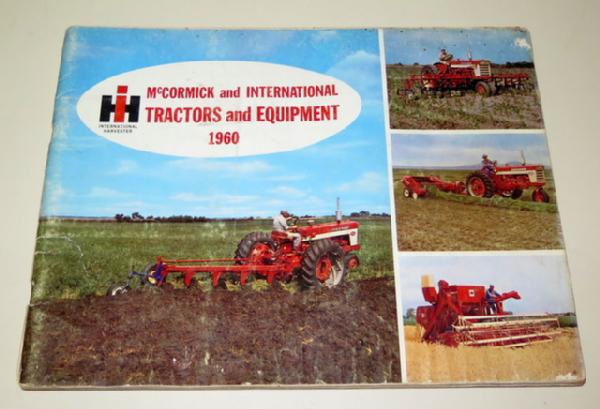 McCORMICK and INTERNATIONAL
TRACTORS and EQUIPMENT
1960
IH
INTERNATIONAL
HARVESTER